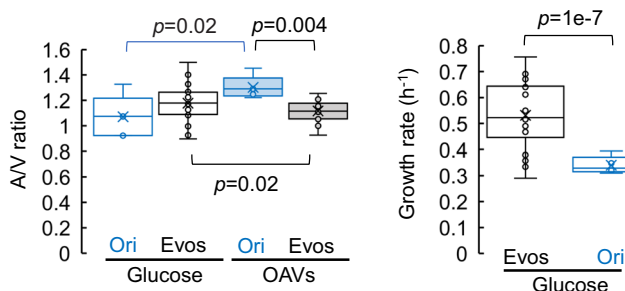 p=0.02
p=0.004
A/V ratio
1.6
1.4
1.2
1
0.8
0.6
0.4
0.2
0
p=0.02
Ori Evos Ori Evos
Glucose OAVs
p=1e-7
Growth rate (h⁻¹)
0.8
0.7
0.6
0.5
0.4
0.3
0.2
0.1
0
Evos Ori
Glucose